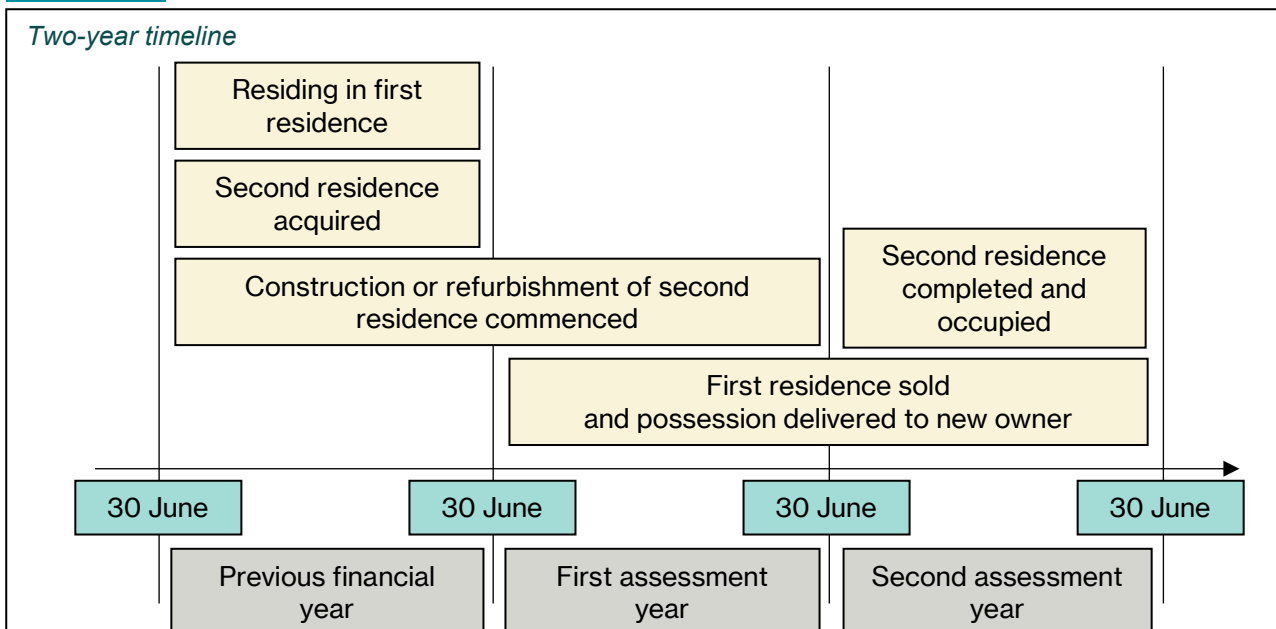 Two-year timeline
Residing in first
residence
Second residence
acquired
Construction or refurbishment of second
residence commenced
Second residence
completed and
occupied
First residence sold
and possession delivered to new owner
30 June
30 June
30 June
30 June
Previous financial
year
First assessment
year
Second assessment
year